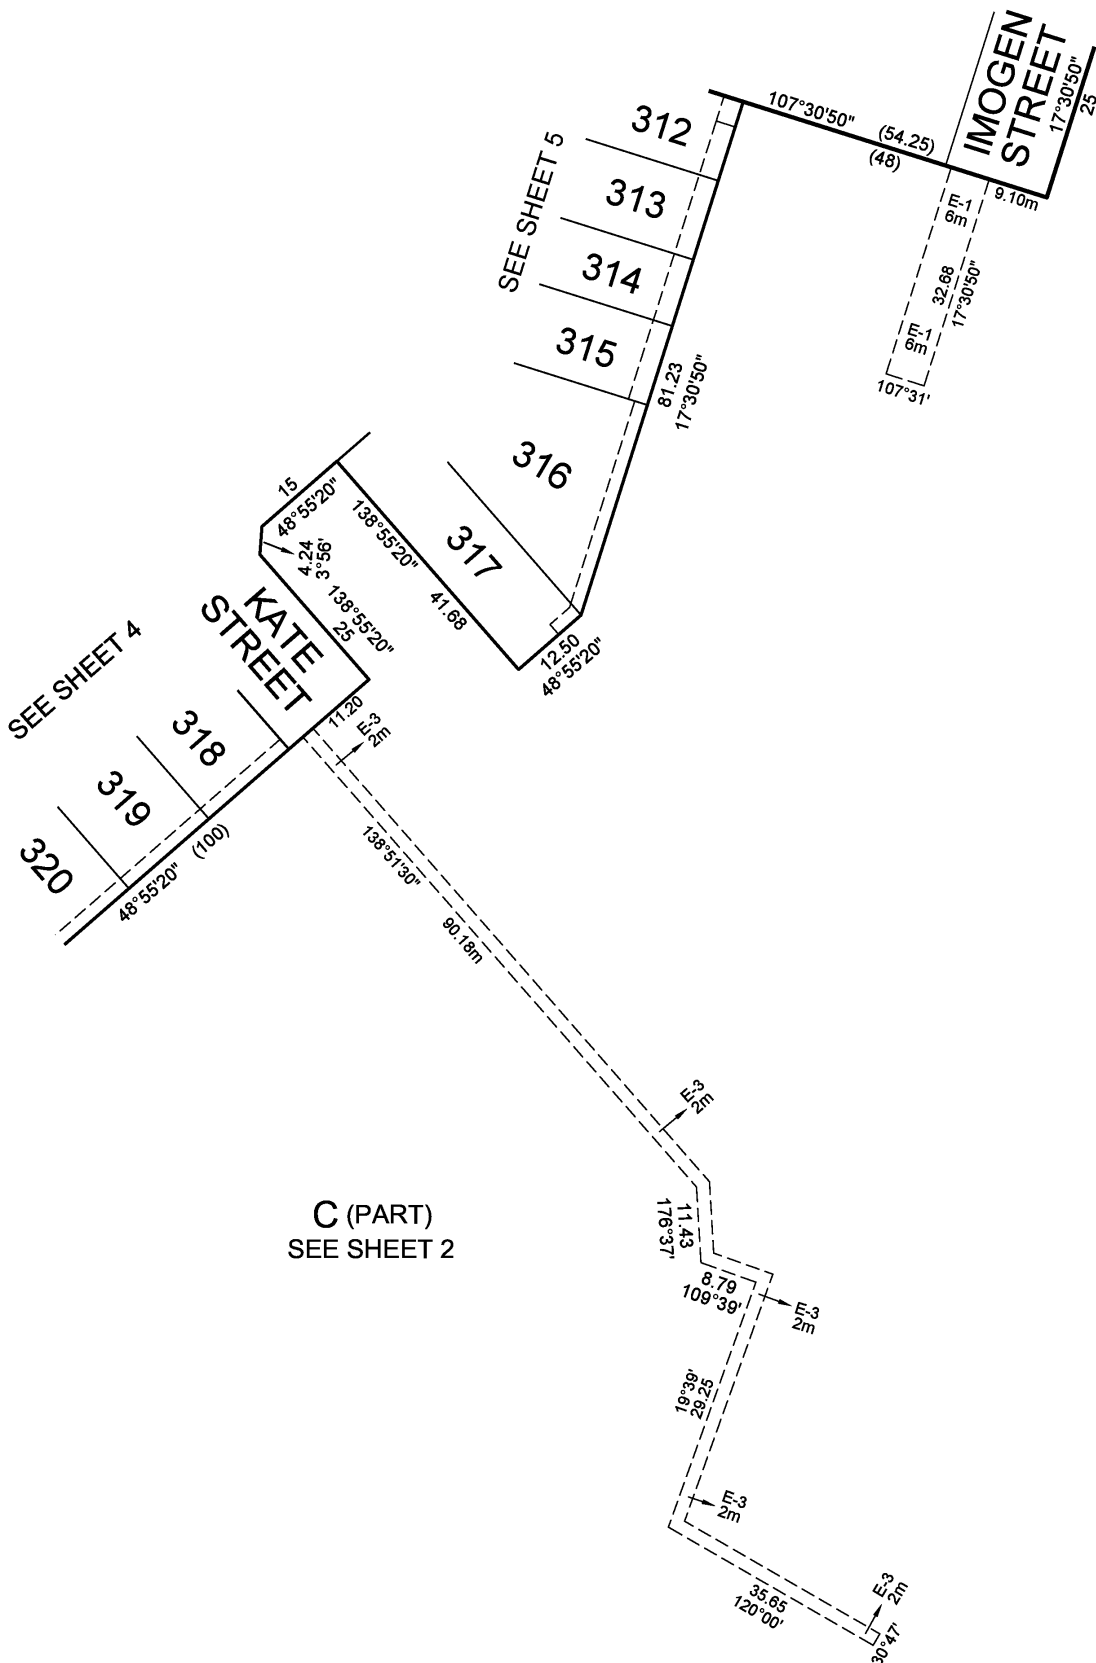 IMOGEN
STREET
17°30'50"
25
107°30'50"
(54.25)
(48)
9.10m
E-1
6m
32.68
17°30'50"
E-1
6m
107°31'
312
313
314
315
316
317
SEE SHEET 5
81.23
17°30'50"
15
48°55'20"
138°55'20"
41.68
4.24
3°56'
138°55'20"
25
12.50
48°55'20"
KATE
STREET
SEE SHEET 4
11.20
E-3
2m
318
319
320
48°55'20"
(100)
138°51'30"
90.18m
E-3
2m
11.43
176°37'
C (PART)
SEE SHEET 2
8.79
109°39'
E-3
2m
19°39'
29.25
E-3
2m
35.65
120°00'
E-3
2m
30°47'